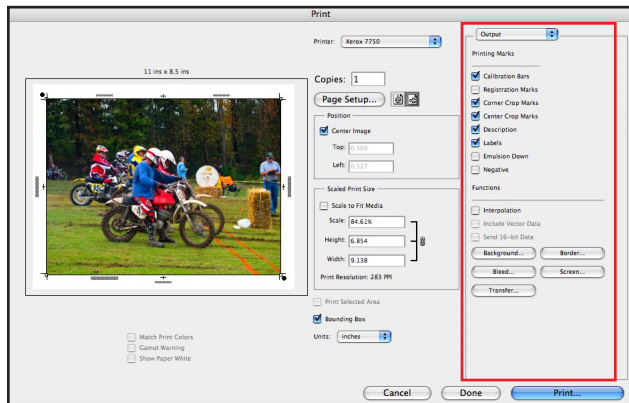 Print
Printer: Xerox 7750
11 ins x 8.5 ins
Copies: 1
Page Setup...
Position
Center Image
Top: 0.569
Left: 0.527
Scaled Print Size
Scale to Fit Media
Scale: 84.61%
Height: 6.854
Width: 9.138
Print Resolution: 283 PPI
Print Selected Area
Bounding Box
Units: inches
Match Print Colors
Gamut Warning
Show Paper White
Output
Printing Marks
Calibration Bars
Registration Marks
Corner Crop Marks
Center Crop Marks
Description
Labels
Emulsion Down
Negative
Functions
Interpolation
Include Vector Data
Send 16-bit Data
Background... Border...
Bleed... Screen...
Transfer...
Cancel Done Print...